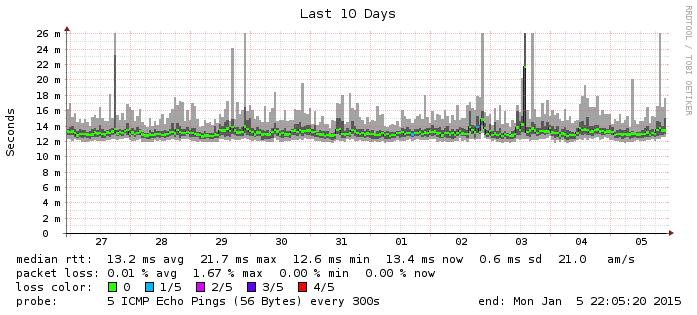 Last 10 Days
RRDTOOL / TOBI OETIKER
Seconds
26 m
24 m
22 m
20 m
18 m
16 m
14 m
12 m
10 m
8 m
6 m
4 m
2 m
0
27 28 29 30 31 01 02 03 04 05
median rtt: 13.2 ms avg 21.7 ms max 12.6 ms min 13.4 ms now 0.6 ms sd 21.0 am/s
packet loss: 0.01 % avg 1.67 % max 0.00 % min 0.00 % now
loss color: 0 1/5 2/5 3/5 4/5
probe: 5 ICMP Echo Pings (56 Bytes) every 300s end: Mon Jan 5 22:05:20 2015